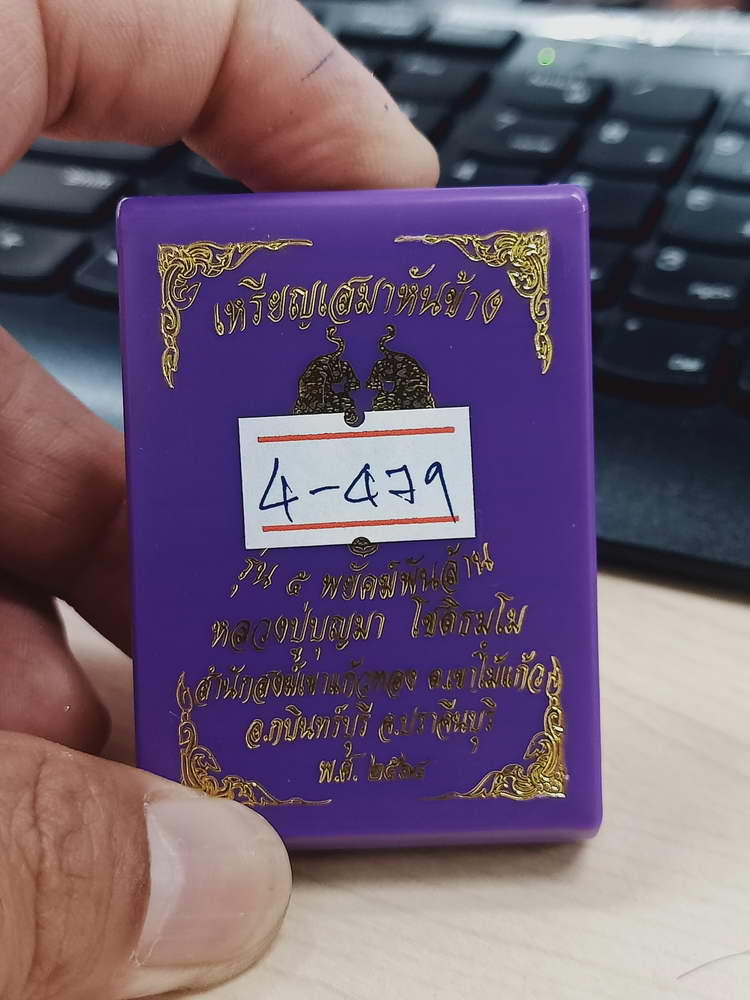 เหรียญเสมาหันข้าง
4-479
รุ่น ๕ พยัคฆ์พันล้าน
หลวงปู่บุญมา โชติธมฺโม
สำนักสงฆ์เขาแก้วทอง ต.เขาไม้แก้ว
อ.กบินทร์บุรี จ.ปราจีนบุรี
พ.ศ. ๒๕๖๔